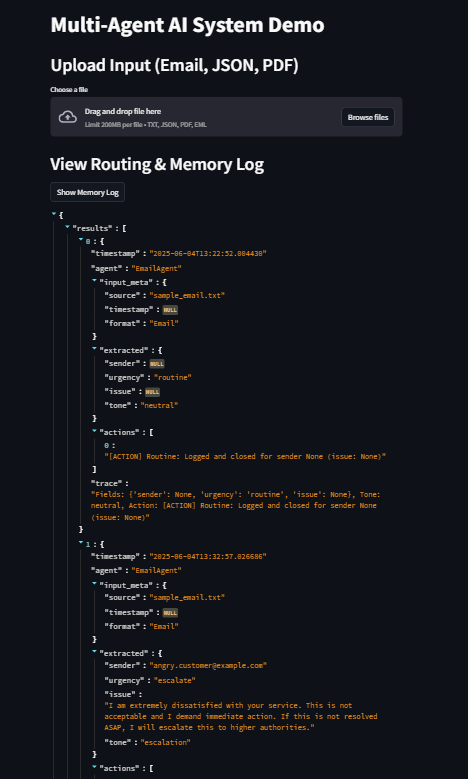 Multi-Agent AI System Demo
Upload Input (Email, JSON, PDF)
Choose a file
Drag and drop file here
Limit 200MB per file • TXT, JSON, PDF, EML
Browse files
View Routing & Memory Log
Show Memory Log
{
"results" : [
0 : {
"timestamp" : "2025-06-04T13:22:52.004430"
"agent" : "EmailAgent"
"input_meta" : {
"source" : "sample_email.txt"
"timestamp" : NULL
"format" : "Email"
}
"extracted" : {
"sender" : NULL
"urgency" : "routine"
"issue" : NULL
"tone" : "neutral"
}
"actions" : [
0 :
"[ACTION] Routine: Logged and closed for sender None (issue: None)"
]
"trace" :
"Fields: {'sender': None, 'urgency': 'routine', 'issue': None}, Tone:
neutral, Action: [ACTION] Routine: Logged and closed for sender None
(issue: None)"
}
1 : {
"timestamp" : "2025-06-04T13:32:57.026686"
"agent" : "EmailAgent"
"input_meta" : {
"source" : "sample_email.txt"
"timestamp" : NULL
"format" : "Email"
}
"extracted" : {
"sender" : "angry.customer@example.com"
"urgency" : "escalate"
"issue" :
"I am extremely dissatisfied with your service. This is not
acceptable and I demand immediate action. If this is not resolved
ASAP, I will escalate this to higher authorities."
"tone" : "escalation"
}
"actions" : [